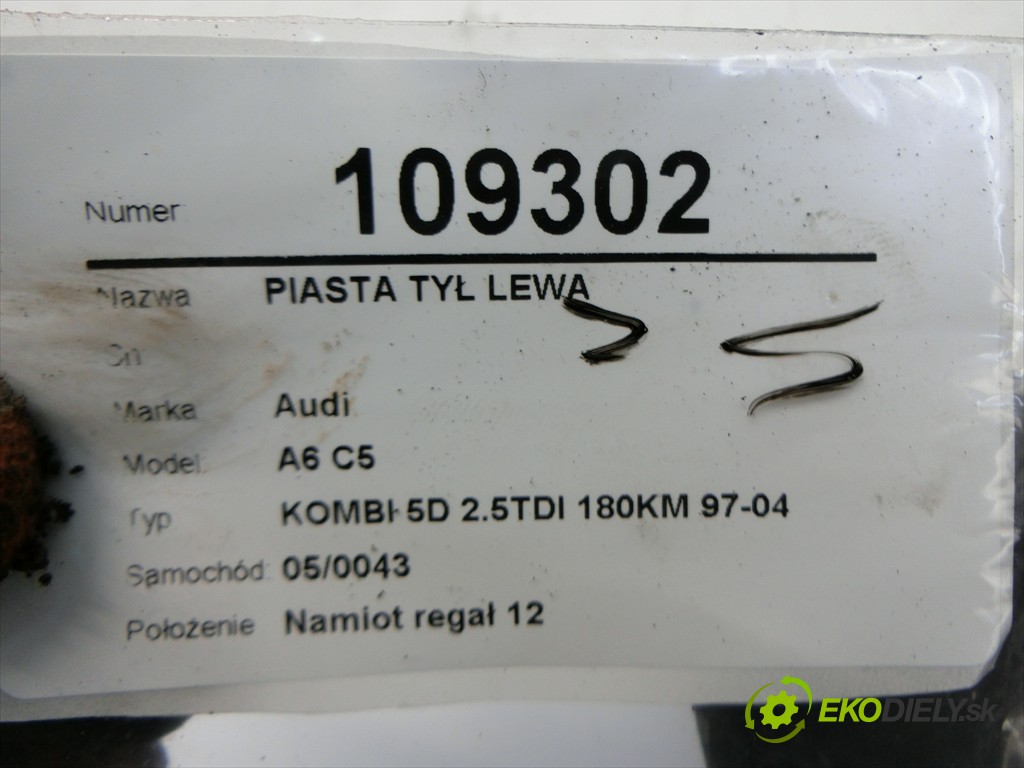 Numer 109302
Nazwa PIASTA TYŁ LEWA
Sn
Marka Audi
Model: A6 C5
Typ KOMBI 5D 2.5TDI 180KM 97-04
Samochód: 05/0043
Położenie Namiot regał 12
EKODIELY.sk